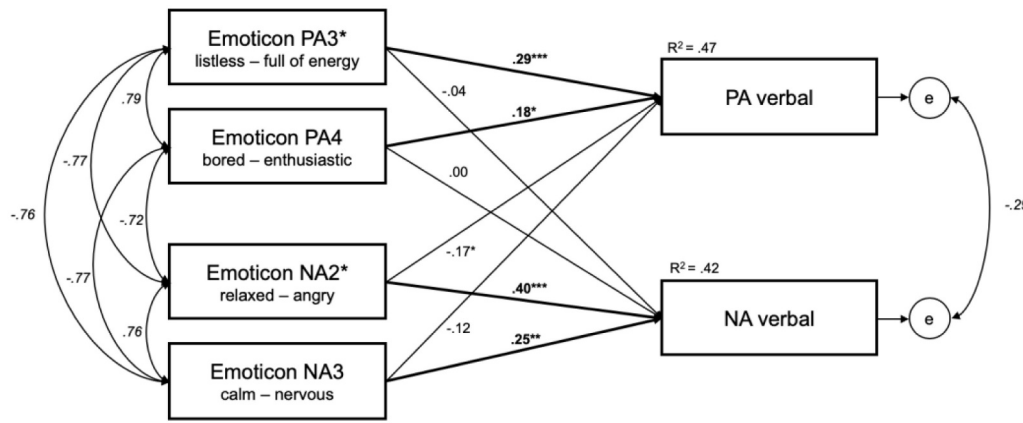 Emoticon PA3*
listless – full of energy
Emoticon PA4
bored – enthusiastic
Emoticon NA2*
relaxed – angry
Emoticon NA3
calm – nervous
.79
-.77
-.76
-.72
-.77
.76
.29***
-.04
.18*
.00
-.17*
.40***
-.12
.25**
R² = .47
PA verbal
e
R² = .42
NA verbal
e